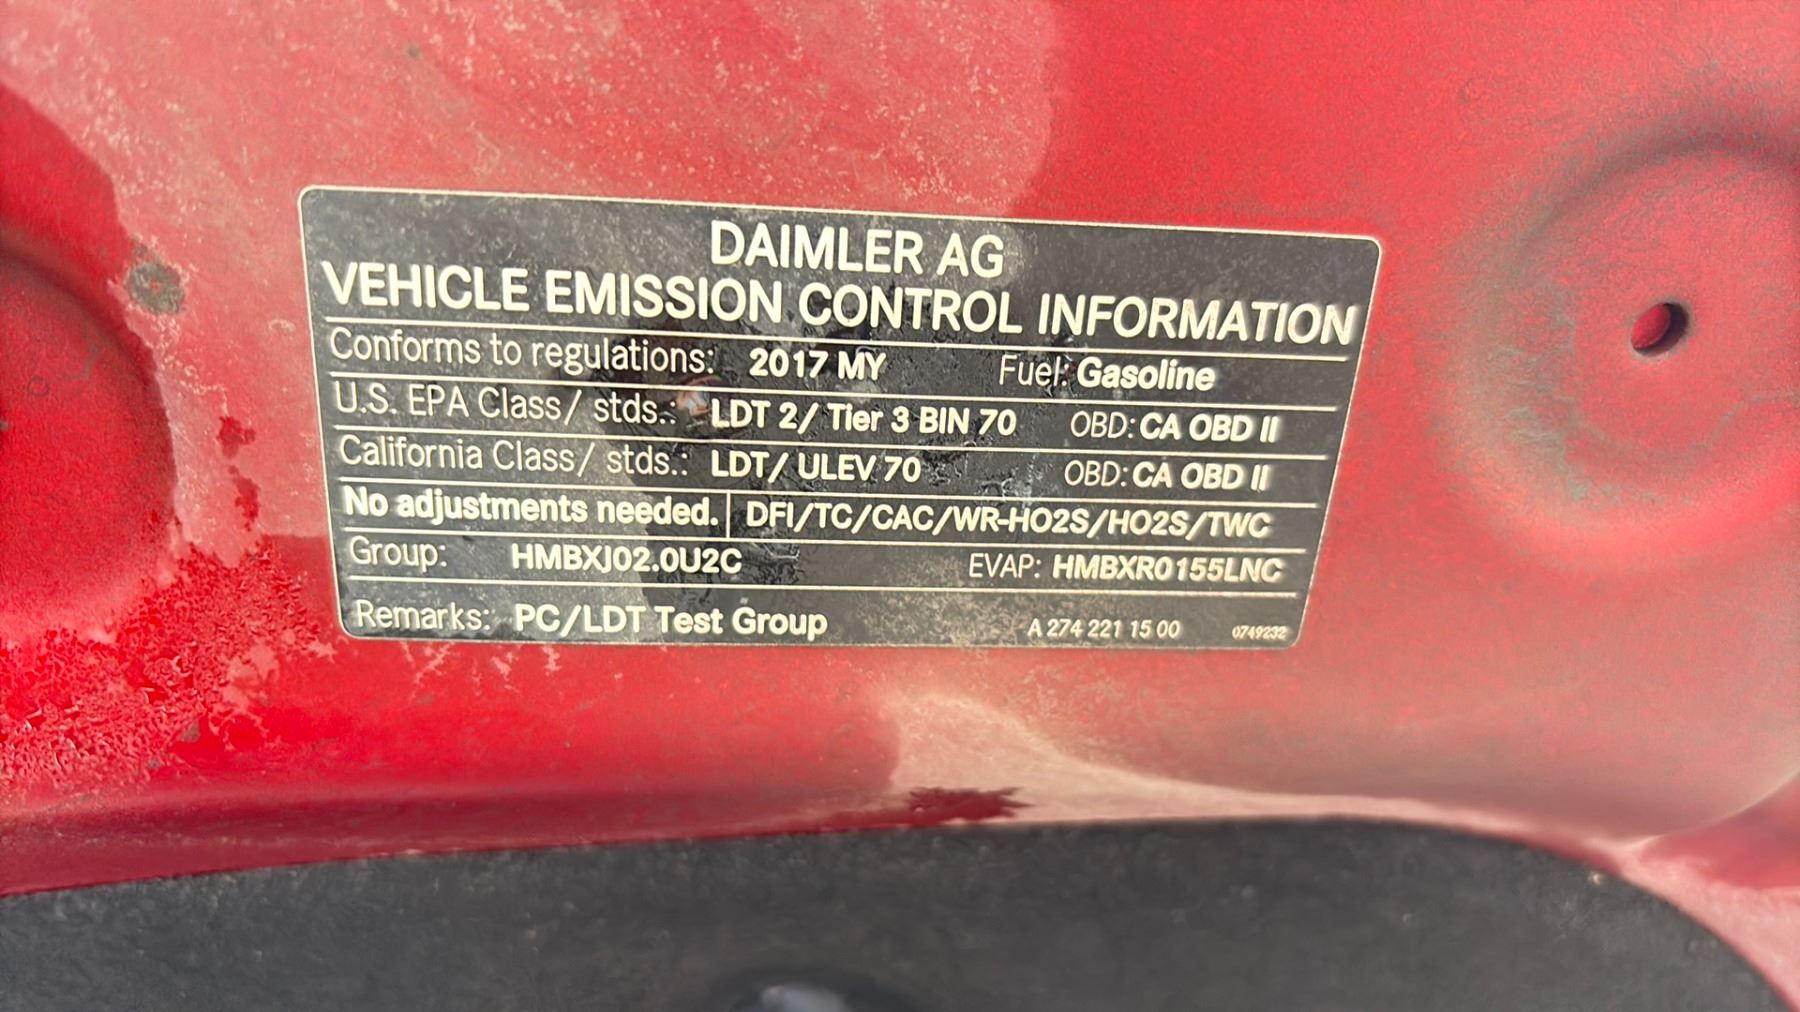 DAIMLER AG
VEHICLE EMISSION CONTROL INFORMATION
Conforms to regulations: 2017 MY Fuel: Gasoline
U.S. EPA Class/ stds.: LDT 2/ Tier 3 BIN 70 OBD: CA OBD II
California Class/ stds.: LDT/ ULEV 70 OBD: CA OBD II
No adjustments needed. DFI/TC/CAC/WR-HO2S/HO2S/TWC
Group: HMBXJ02.0U2C EVAP: HMBXR0155LNC
Remarks: PC/LDT Test Group A 274 221 15 00 0749232